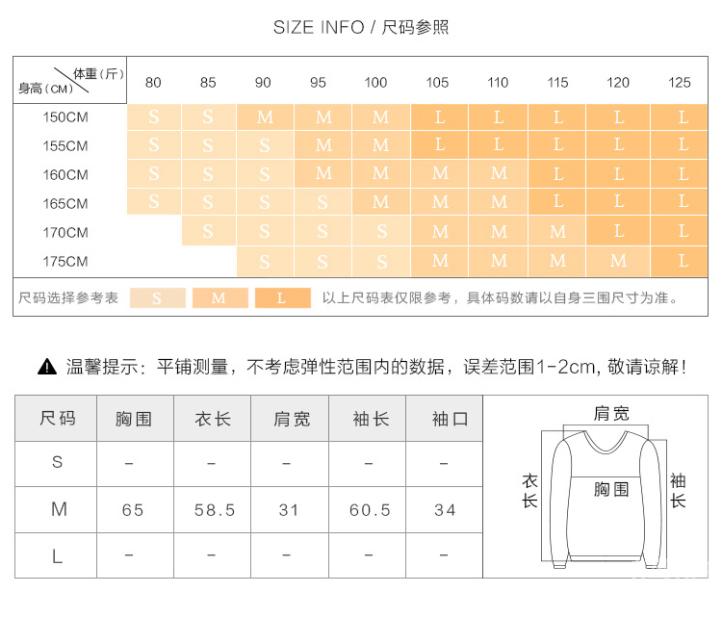 SIZE INFO / 尺码参照
体重(斤) 80 85 90 95 100 105 110 115 120 125
身高(CM)
150CM S S M M M L L L L L
155CM S S S M M L L L L L
160CM S S S M M M M L L L
165CM S S S S M M M L L L
170CM S S S S M M M L L
175CM S S S M M M M L
尺码选择参考表 S M L 以上尺码表仅限参考，具体码数请以自身三围尺寸为准。
温馨提示：平铺测量，不考虑弹性范围内的数据，误差范围1-2cm, 敬请谅解！
尺码 胸围 衣长 肩宽 袖长 袖口
S - - - - -
M 65 58.5 31 60.5 34
L - - - - -
肩宽
衣长
胸围
袖长